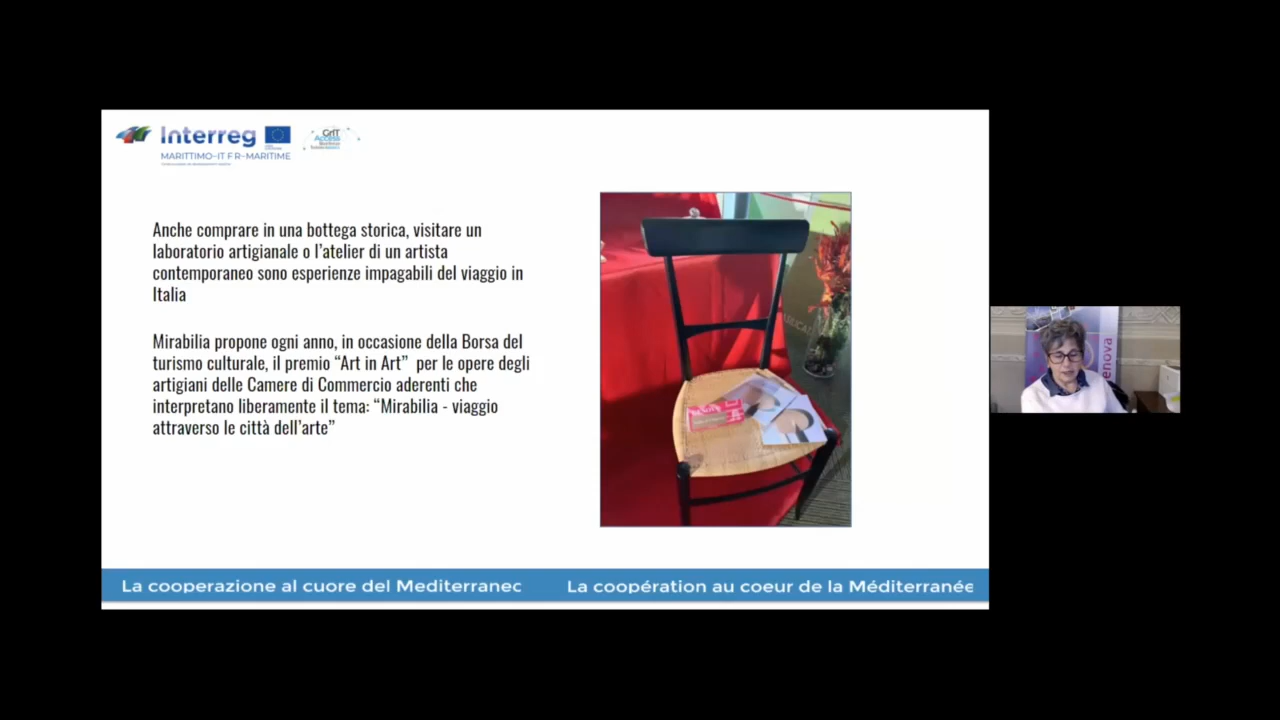 Interreg
MARITTIMO-IT FR-MARITIME
GrIT
Access
Anche comprare in una bottega storica, visitare un
laboratorio artigianale o l'atelier di un artista
contemporaneo sono esperienze impagabili del viaggio in
Italia
Mirabilia propone ogni anno, in occasione della Borsa del
turismo culturale, il premio “Art in Art” per le opere degli
artigiani delle Camere di Commercio aderenti che
interpretano liberamente il tema: “Mirabilia - viaggio
attraverso le città dell'arte”
enova
La cooperazione al cuore del Mediterraneo
La coopération au coeur de la Méditerranée